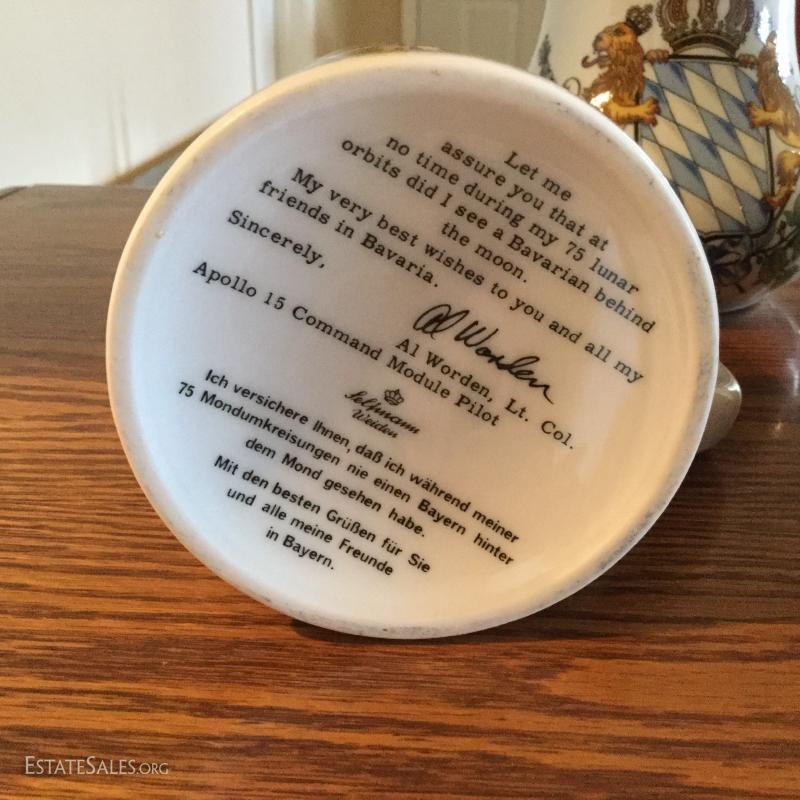 Let me
assure you that at
no time during my 75 lunar
orbits did I see a Bavarian behind
the moon.
My very best wishes to you and all my
friends in Bavaria.
Sincerely,
Al Worden
Al Worden, Lt. Col.
Apollo 15 Command Module Pilot
Seltmann
Weiden
Ich versichere Ihnen, daß ich während meiner
75 Mondumkreisungen nie einen Bayern hinter
dem Mond gesehen habe.
Mit den besten Grüßen für Sie
und alle meine Freunde
in Bayern.
EstateSales.org